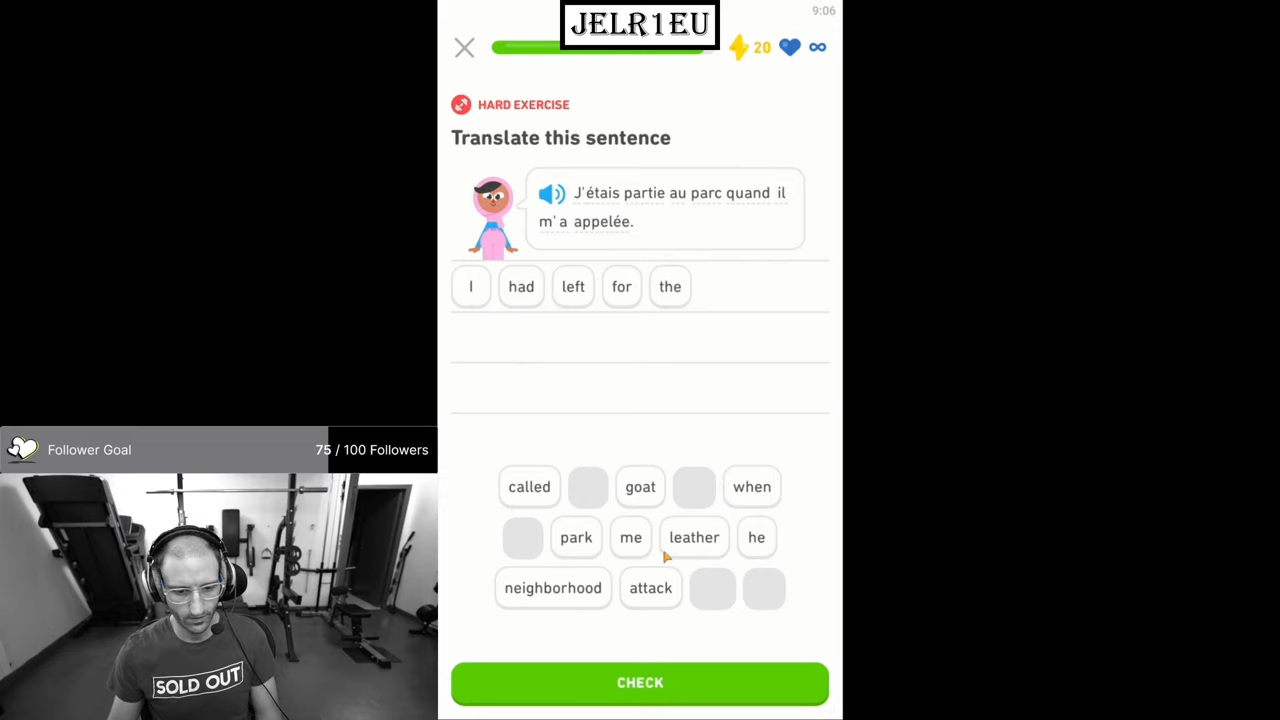 JELR1EU
9:06
20
HARD EXERCISE
Translate this sentence
J'étais partie au parc quand il
m'a appelée.
I had left for the
Follower Goal 75 / 100 Followers
called goat when
park me leather he
neighborhood attack
SOLD OUT
CHECK